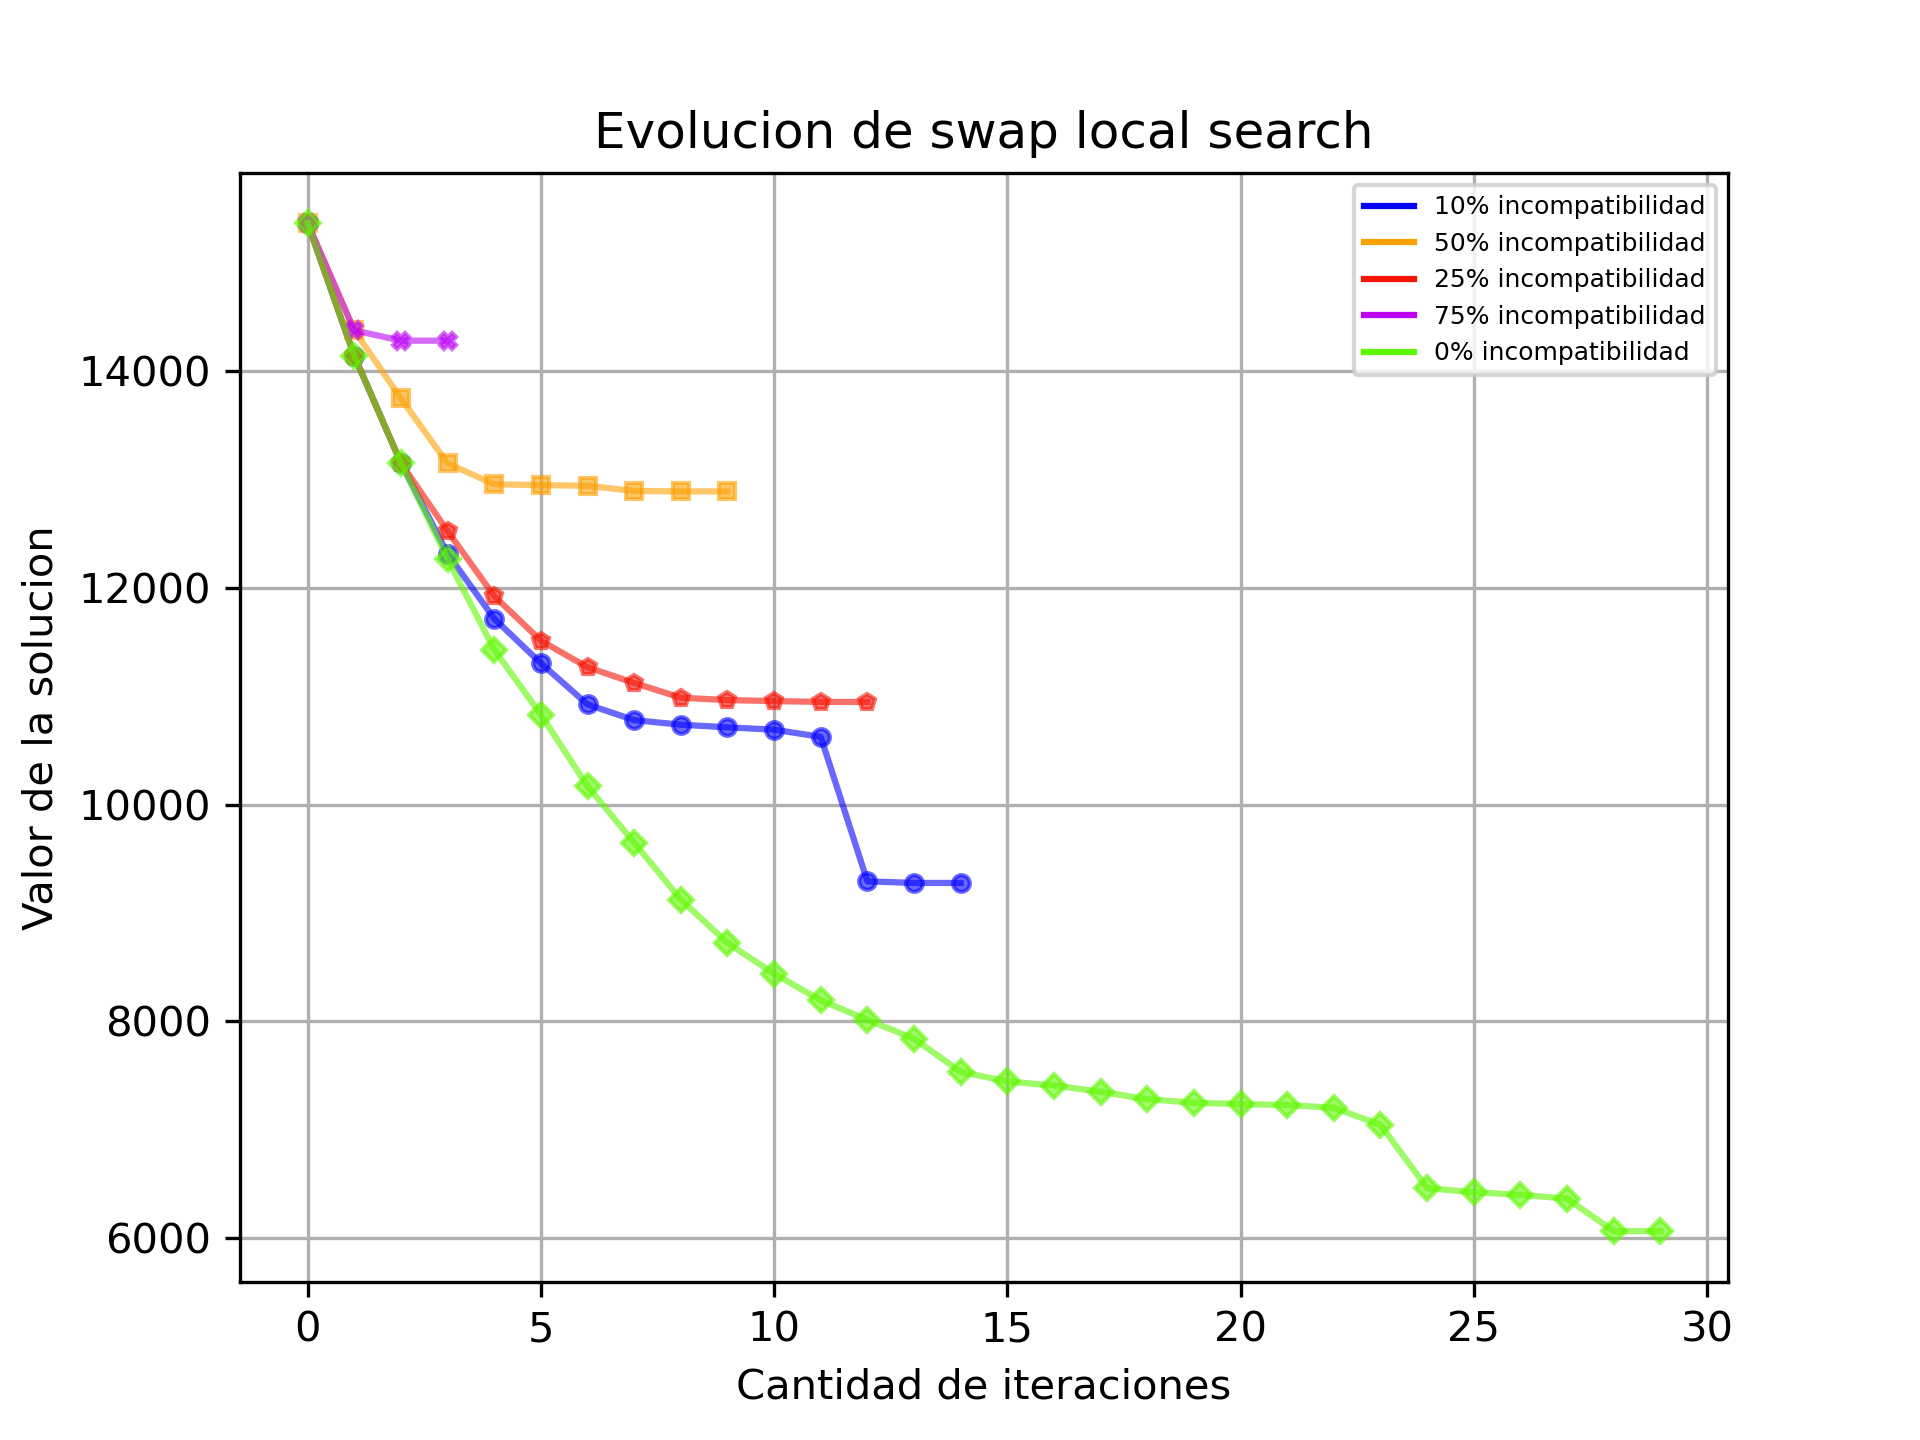 Evolucion de swap local search
10% incompatibilidad
50% incompatibilidad
25% incompatibilidad
75% incompatibilidad
0% incompatibilidad
14000
12000
10000
8000
6000
Valor de la solucion
0 5 10 15 20 25 30
Cantidad de iteraciones